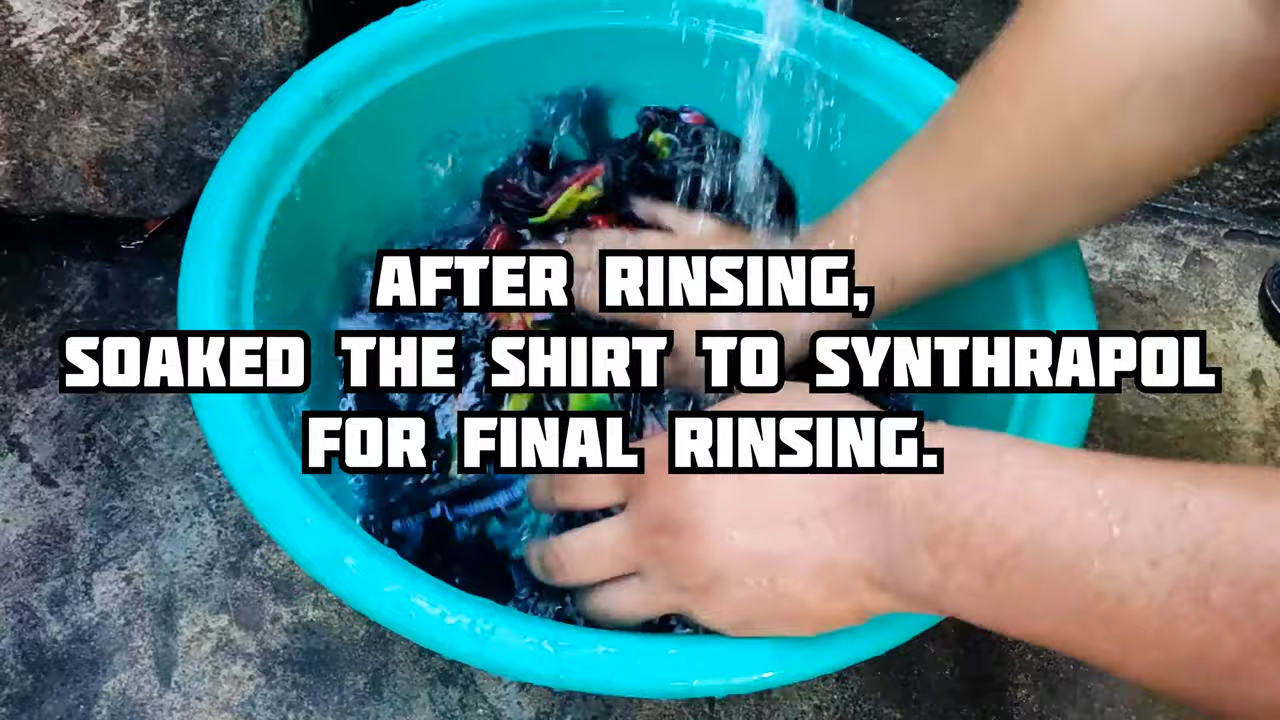 AFTER RINSING,
SOAKED THE SHIRT TO SYNTHRAPOL
FOR FINAL RINSING.